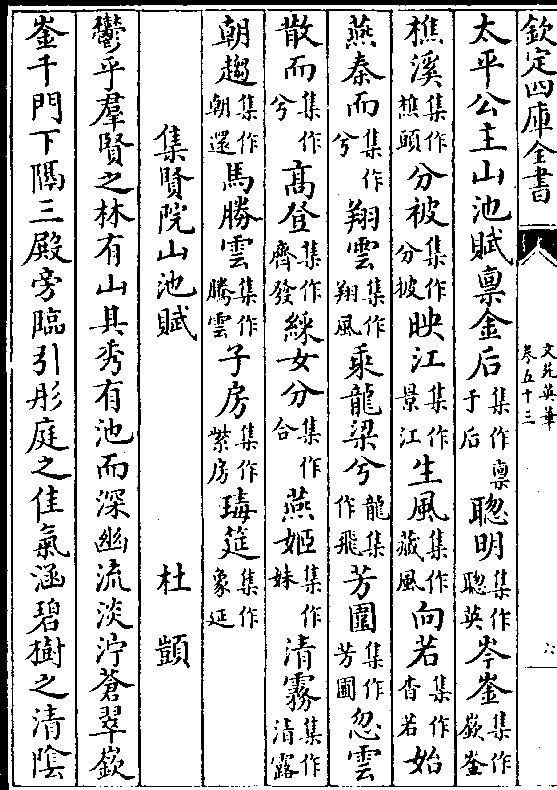 欽定四庫全書
文苑英華
卷五十三
六
太平公主山池賦稟金后集作稟于后聰明集作聰英岑崟集作嶔崟
樵溪集作樵頭分被集作分披映江集作景江生風集作藏風向若集作杳若始
燕秦而集作兮翔雲集作翔風乘龍梁兮龍集作飛芳園集作芳圃忽雲
散而集作兮高登集作齊發綵女分集作合燕姬集作妹清霧集作清露
朝趨集作朝還馬勝雲集作騰雲子房集作紫房瑇筵集作象延
集賢院山池賦 杜顗
鬱乎羣賢之林有山具秀有池而深幽流淡泞蒼翠嶔
崟千門下隔三殿旁臨引彤庭之佳氣涵碧樹之清隂